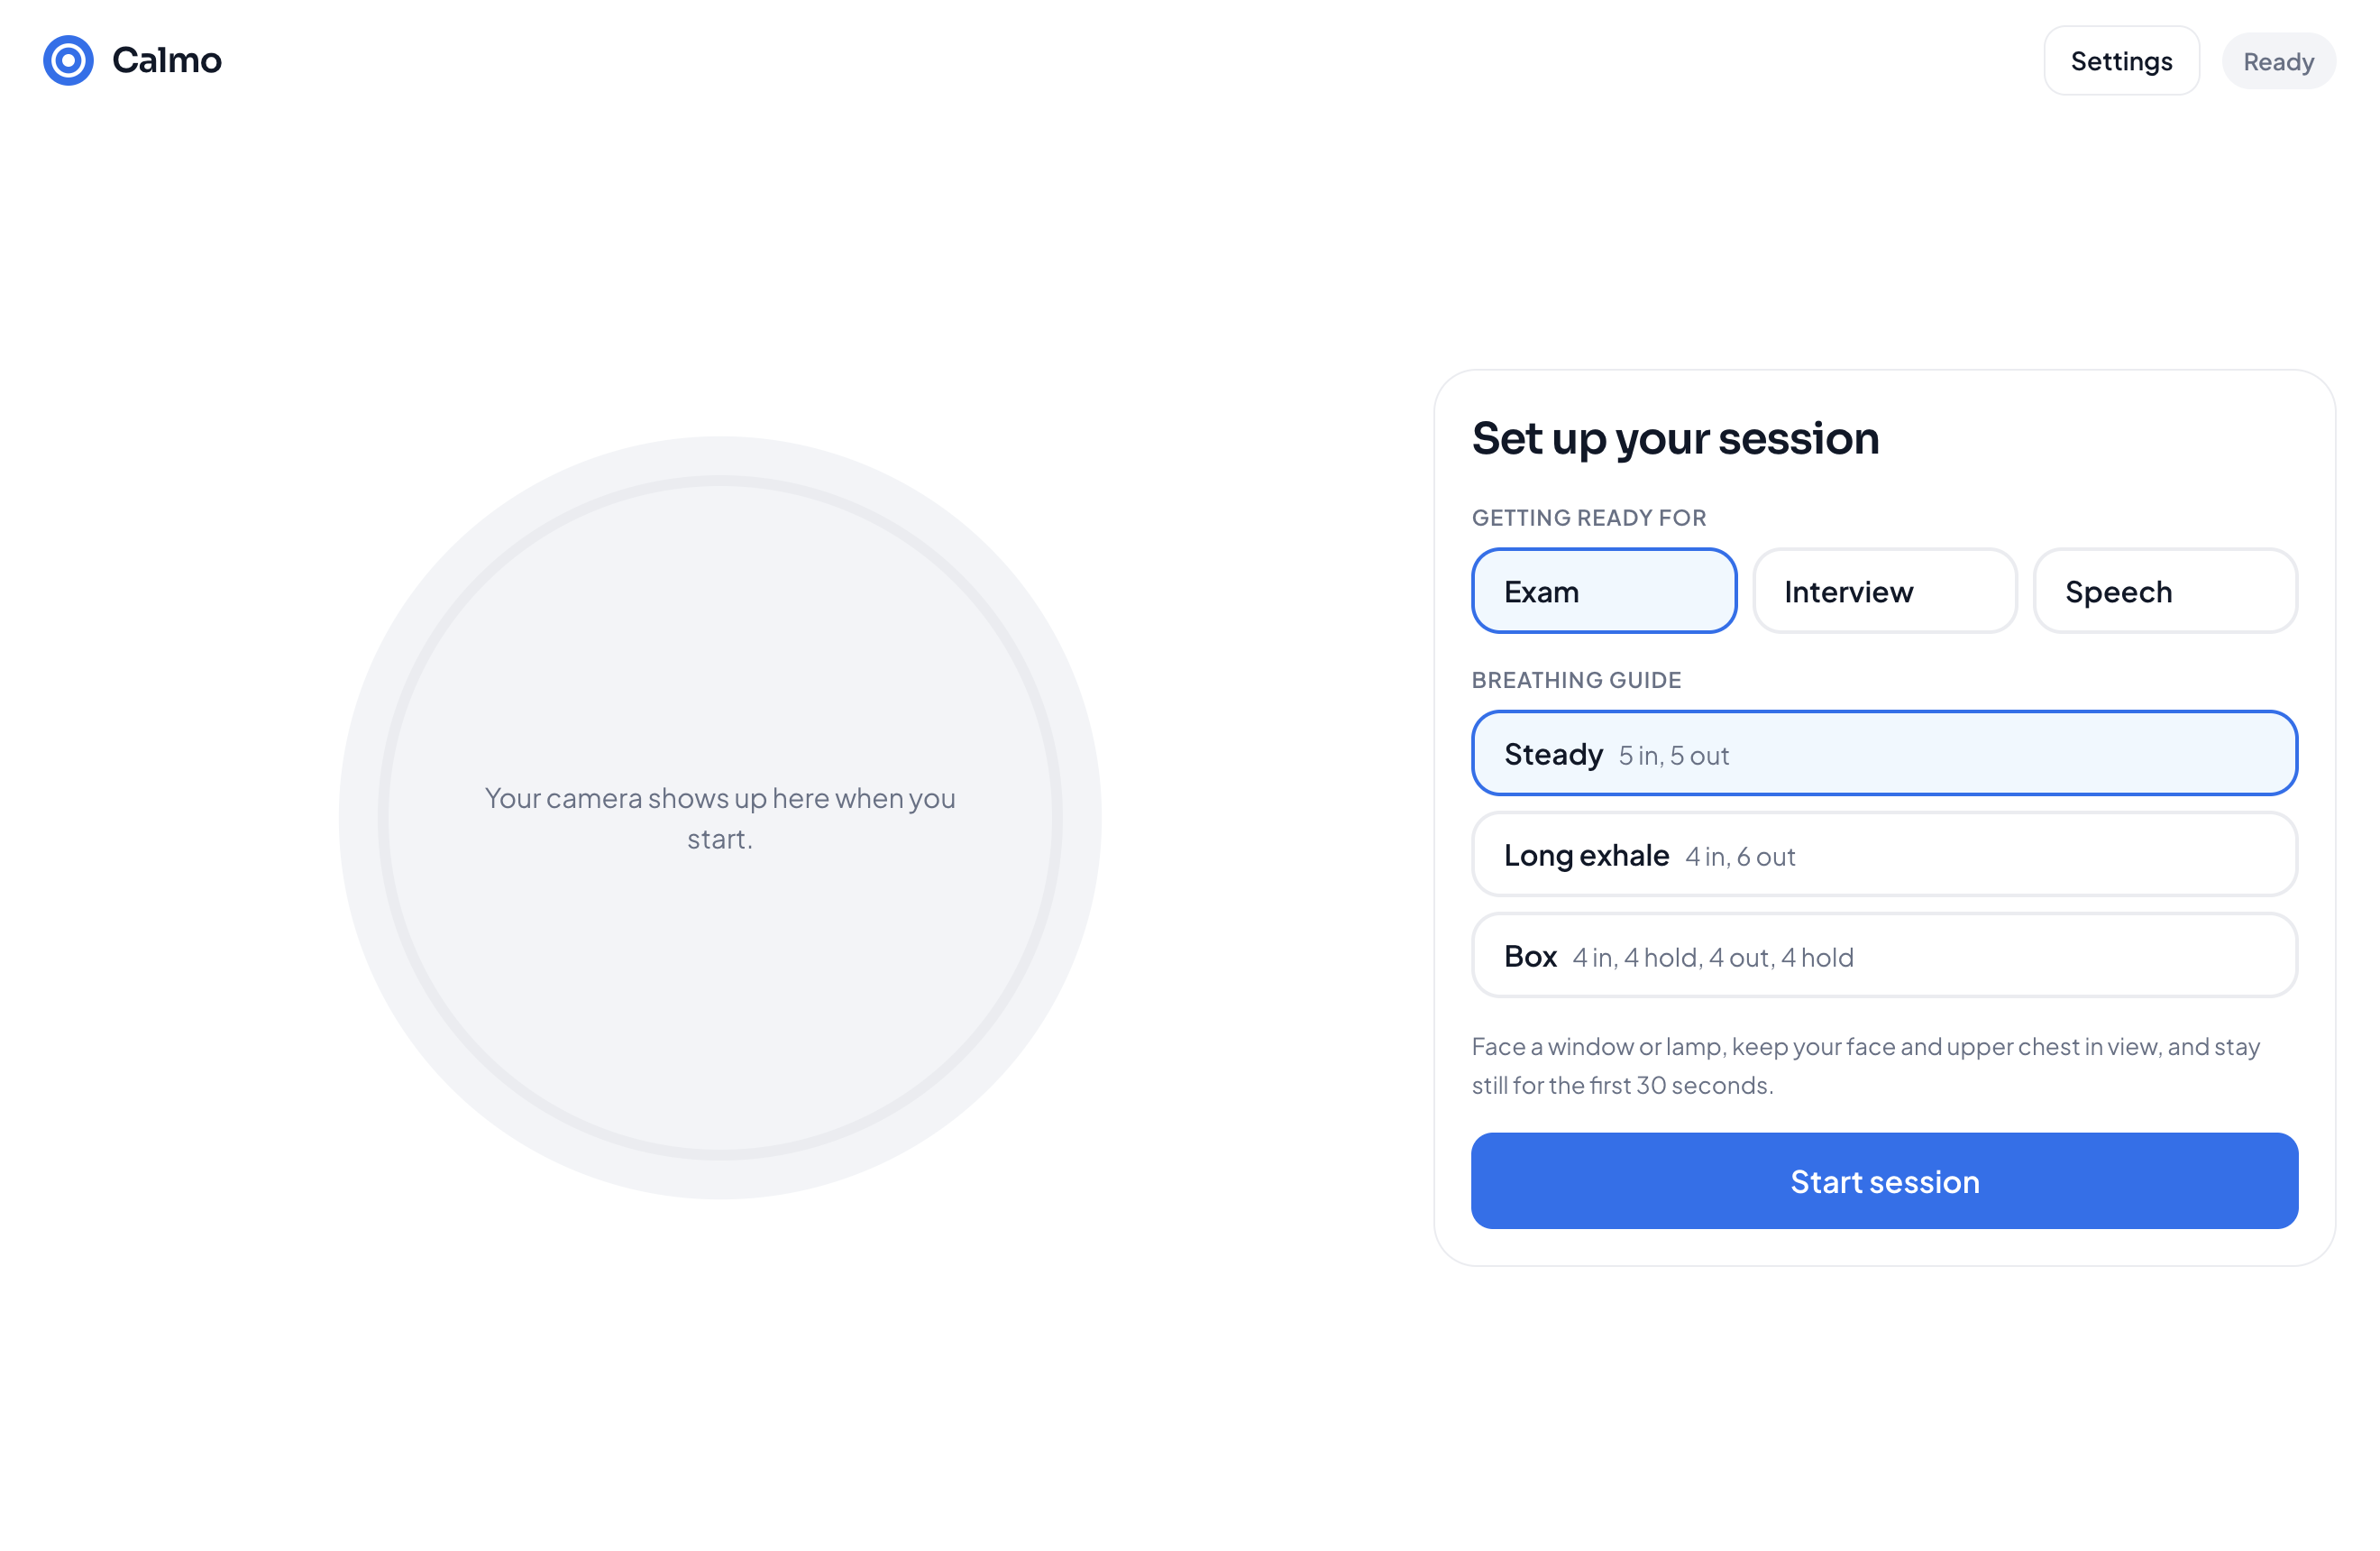 Calmo
Settings
Ready
Your camera shows up here when you
start.
Set up your session
GETTING READY FOR
Exam
Interview
Speech
BREATHING GUIDE
Steady 5 in, 5 out
Long exhale 4 in, 6 out
Box 4 in, 4 hold, 4 out, 4 hold
Face a window or lamp, keep your face and upper chest in view, and stay
still for the first 30 seconds.
Start session